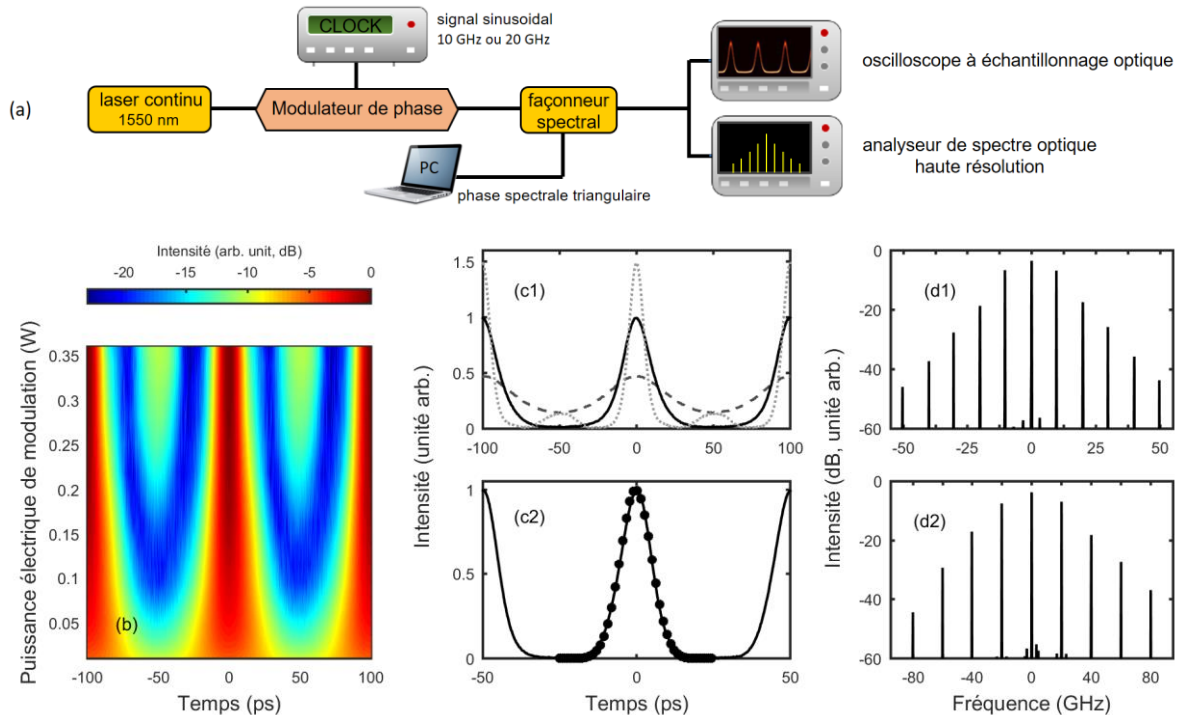 (a)
CLOCK
signal sinusoidal
10 GHz ou 20 GHz
laser continu
1550 nm
Modulateur de phase
façonneur
spectral
PC
phase spectrale triangulaire
oscilloscope à échantillonnage optique
analyseur de spectre optique
haute résolution
Intensité (arb. unit, dB)
-20 -15 -10 -5 0
Puissance électrique de modulation (W)
0.35
0.3
0.25
0.2
0.15
0.1
0.05
(b)
-100 -50 0 50 100
Temps (ps)
Intensité (unité arb.)
1.5
1
0.5
0
(c1)
-100 -50 0 50 100
1
0.5
0
(c2)
-50 0 50
Temps (ps)
Intensité (dB, unité arb.)
0
-20
-40
-60
(d1)
-50 -25 0 25 50
0
-20
-40
-60
(d2)
-80 -40 0 40 80
Fréquence (GHz)